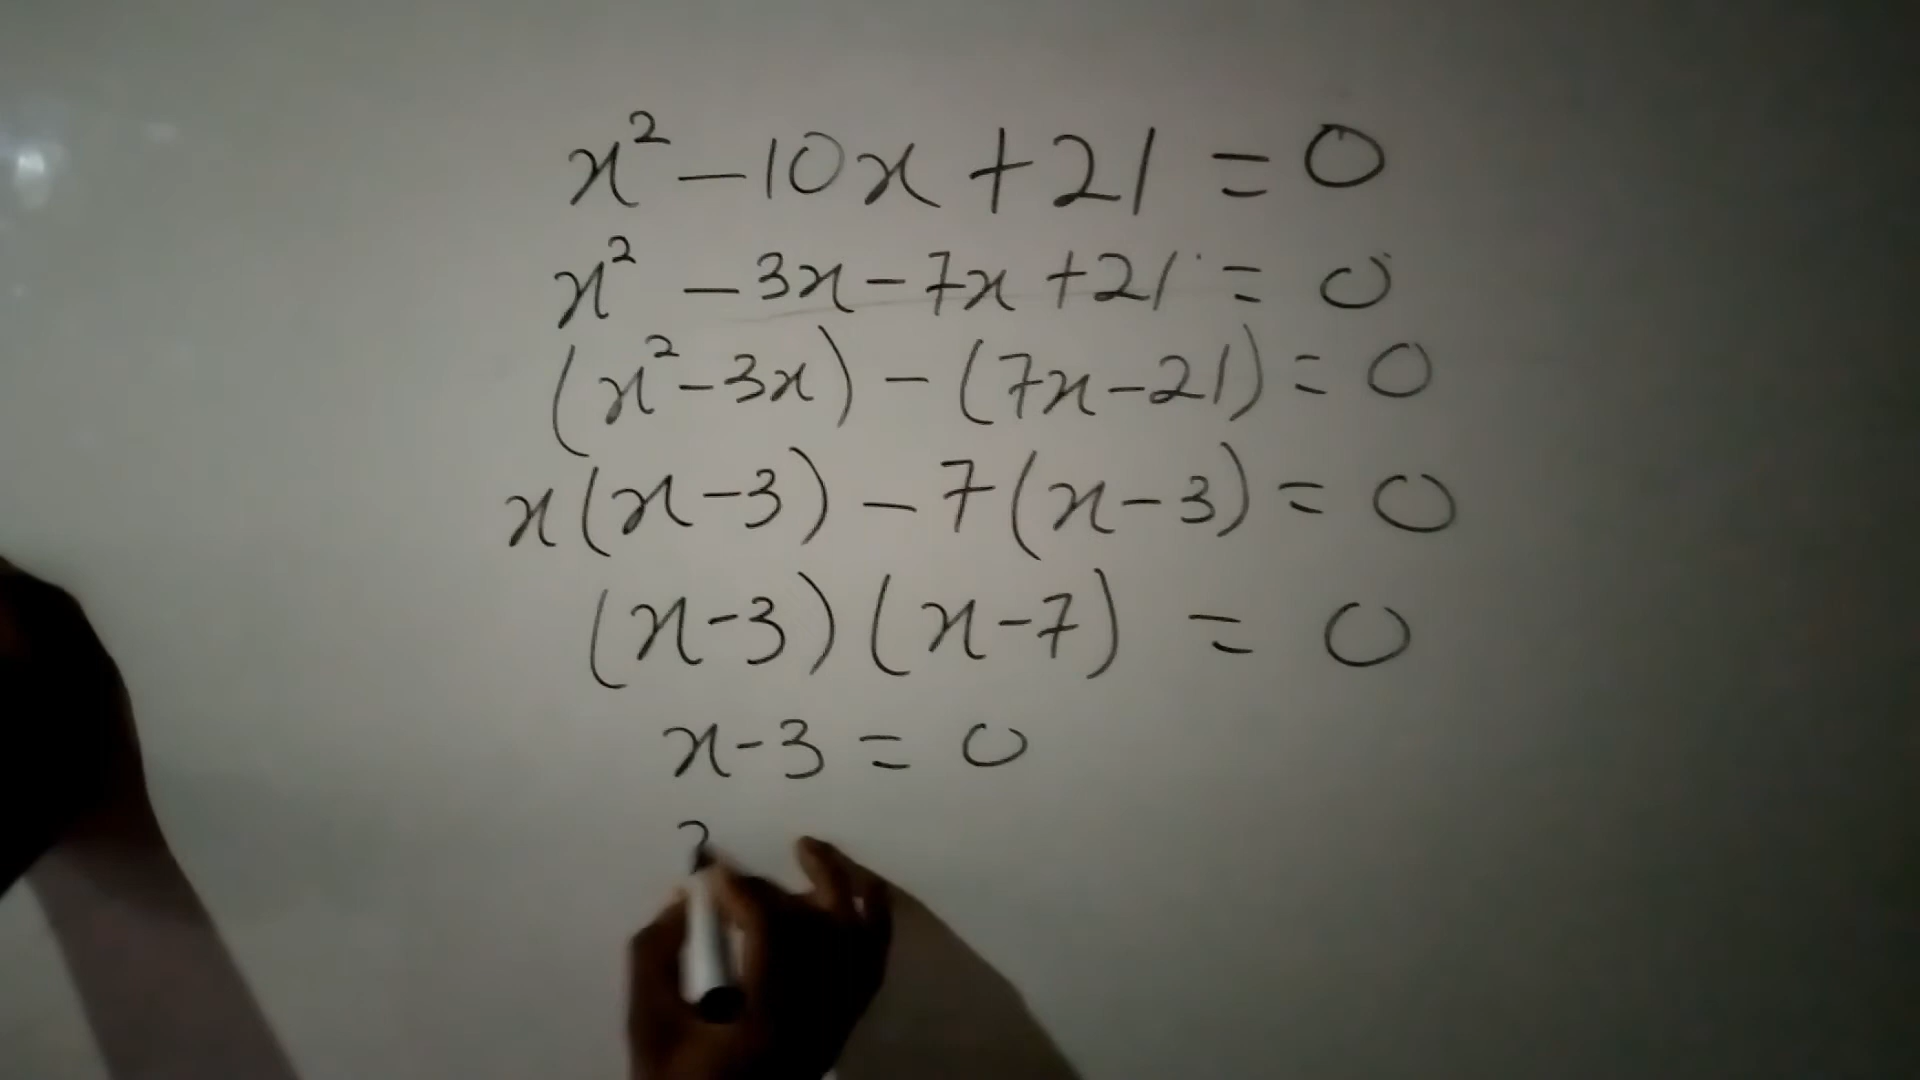 x² - 10x + 21 = 0
x² - 3x - 7x + 21 = 0
(x² - 3x) - (7x - 21) = 0
x(x - 3) - 7(x - 3) = 0
(x - 3)(x - 7) = 0
x - 3 = 0